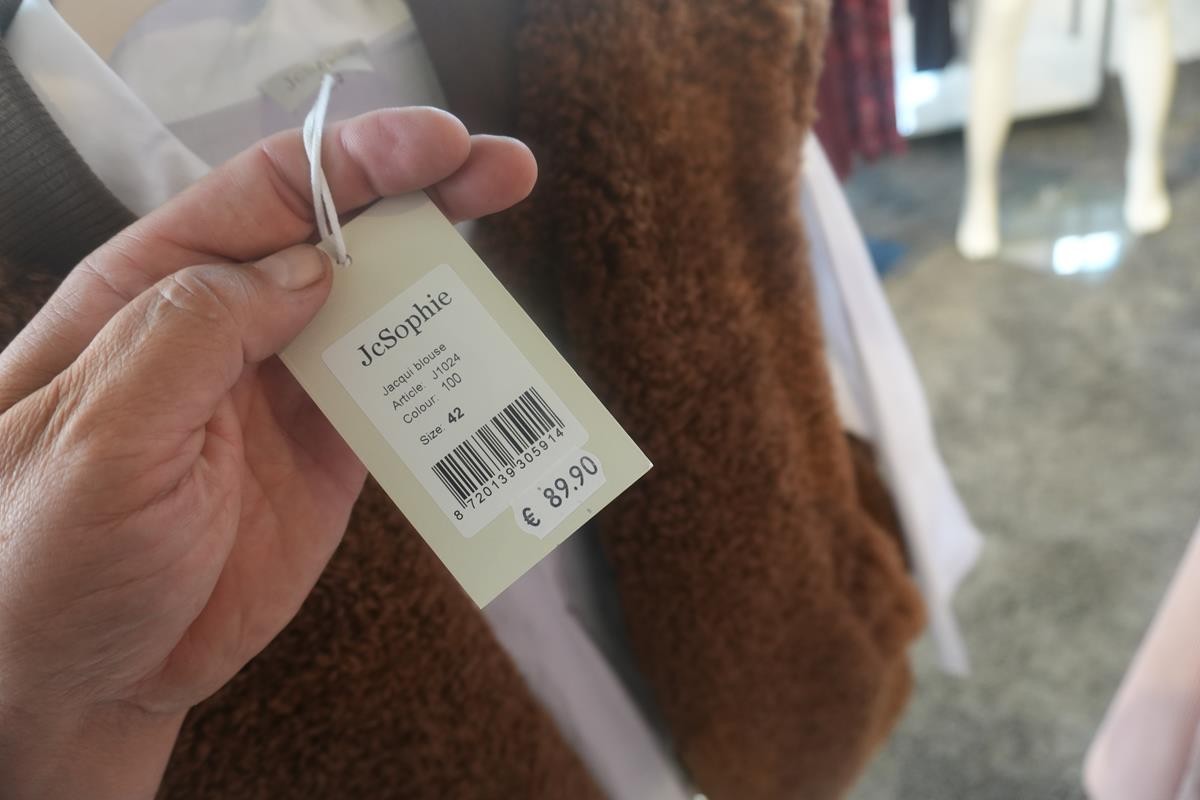 JcSophie
Jacqui blouse
Article: J1024
Colour: 100
Size: 42
8 720139 305914
€ 89.90